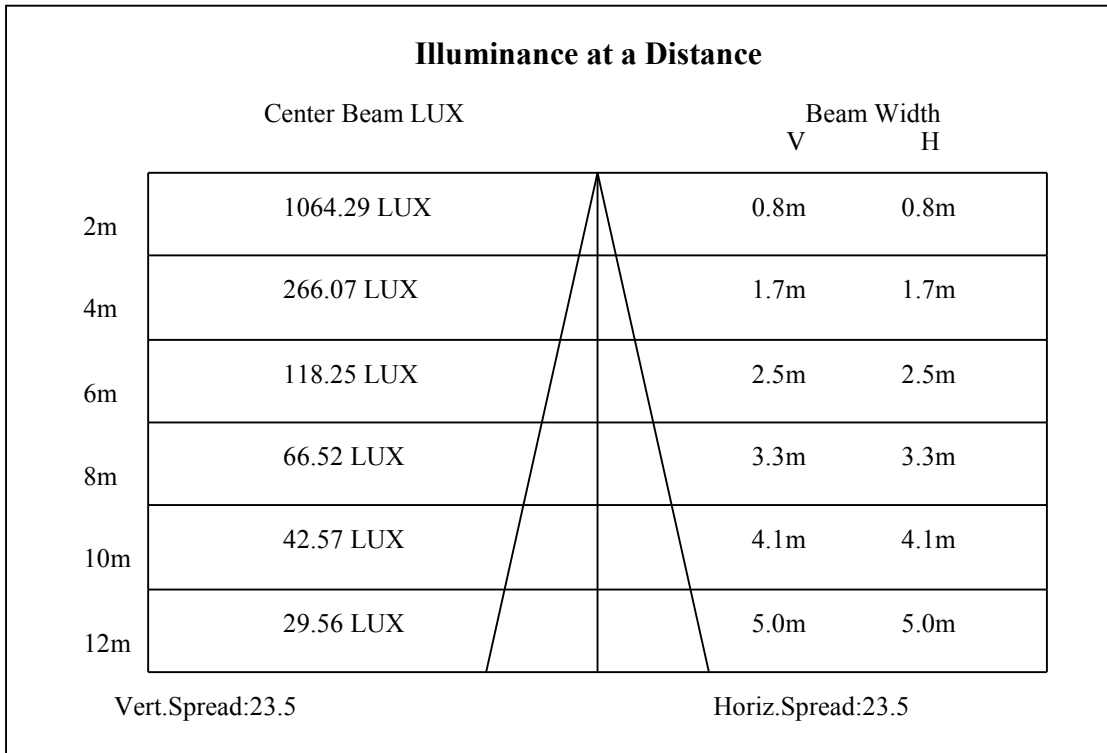 Illuminance at a Distance
Center Beam LUX Beam Width
V H
2m 1064.29 LUX 0.8m 0.8m
4m 266.07 LUX 1.7m 1.7m
6m 118.25 LUX 2.5m 2.5m
8m 66.52 LUX 3.3m 3.3m
10m 42.57 LUX 4.1m 4.1m
12m 29.56 LUX 5.0m 5.0m
Vert.Spread:23.5 Horiz.Spread:23.5